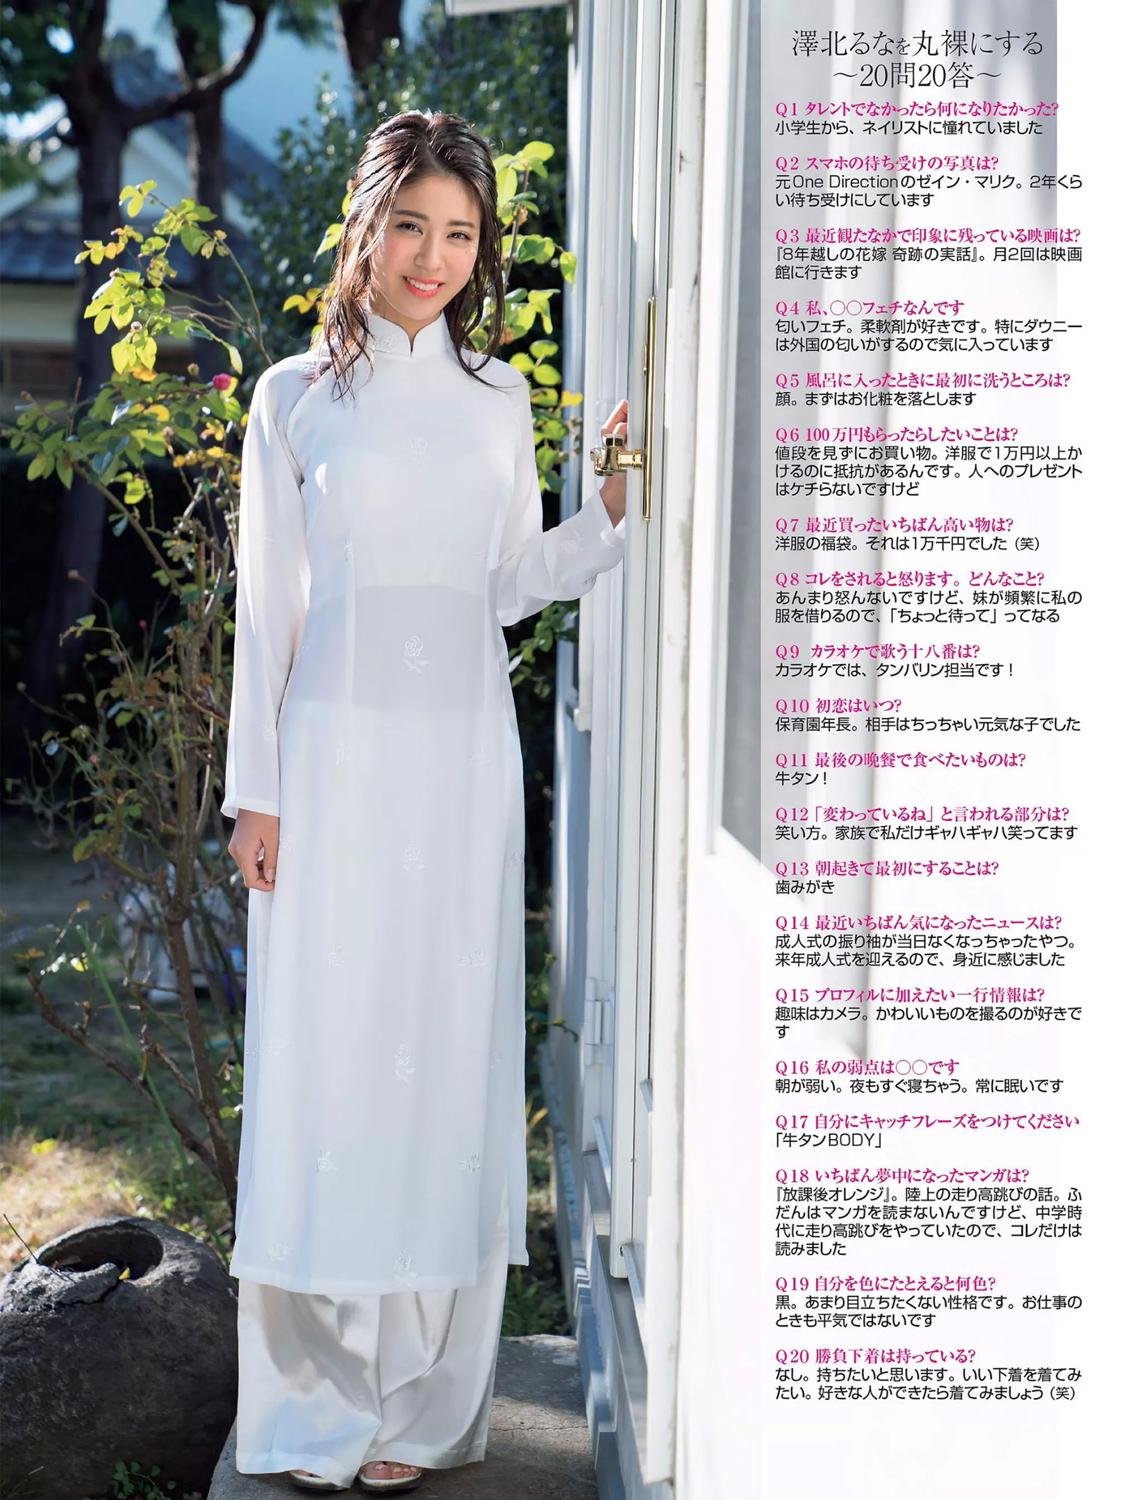 澤北るなを丸裸にする
〜20問20答〜
Q1 タレントでなかったら何になりたかった?
小学生から、ネイリストに憧れていました
Q2 スマホの待ち受けの写真は?
元One Directionのゼイン・マリク。2年くら
い待ち受けにしています
Q3 最近観たなかで印象に残っている映画は?
『8年越しの花嫁 奇跡の実話』。月2回は映画
館に行きます
Q4 私、〇〇フェチなんです
匂いフェチ。柔軟剤が好きです。特にダウニー
は外国の匂いがするので気に入っています
Q5 風呂に入ったときに最初に洗うところは?
顔。まずはお化粧を落とします
Q6 100万円もらったらしたいことは?
値段を見ずにお買い物。洋服で1万円以上か
けるのに抵抗があるんです。人へのプレゼント
はケチらないですけど
Q7 最近買ったいちばん高い物は?
洋服の福袋。それは1万千円でした（笑）
Q8 コレをされると怒ります。どんなこと?
あんまり怒んないですけど、妹が頻繁に私の
服を借りるので、「ちょっと待って」ってなる
Q9 カラオケで歌う十八番は?
カラオケでは、タンバリン担当です！
Q10 初恋はいつ?
保育園年長。相手はちっちゃい元気な子でした
Q11 最後の晩餐で食べたいものは?
牛タン！
Q12「変わっているね」と言われる部分は?
笑い方。家族で私だけギャハギャハ笑ってます
Q13 朝起きて最初にすることは?
歯みがき
Q14 最近いちばん気になったニュースは?
成人式の振り袖が当日なくなっちゃったやつ。
来年成人式を迎えるので、身近に感じました
Q15 プロフィルに加えたい一行情報は?
趣味はカメラ。かわいいものを撮るのが好きで
す
Q16 私の弱点は〇〇です
朝が弱い。夜もすぐ寝ちゃう。常に眠いです
Q17 自分にキャッチフレーズをつけてください
「牛タンBODY」
Q18 いちばん夢中になったマンガは?
『放課後オレンジ』。陸上の走り高跳びの話。ふ
だんはマンガを読まないんですけど、中学時
代に走り高跳びをやっていたので、コレだけは
読みました
Q19 自分を色にたとえると何色?
黒。あまり目立ちたくない性格です。お仕事の
ときも平気ではないです
Q20 勝負下着は持っている?
なし。持ちたいと思います。いい下着を着てみ
たい。好きな人ができたら着てみましょう（笑）